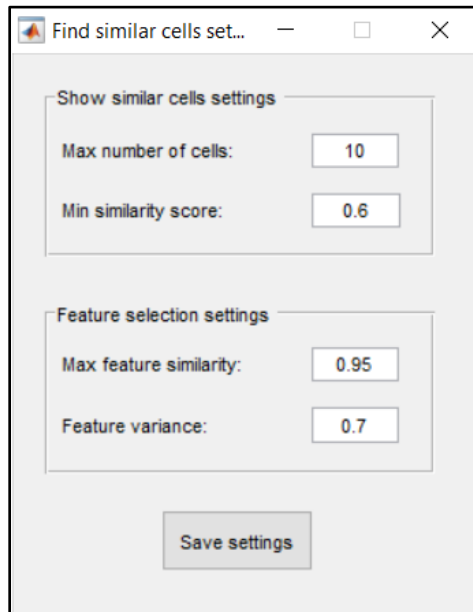 Find similar cells set...
Show similar cells settings
Max number of cells: 10
Min similarity score: 0.6
Feature selection settings
Max feature similarity: 0.95
Feature variance: 0.7
Save settings